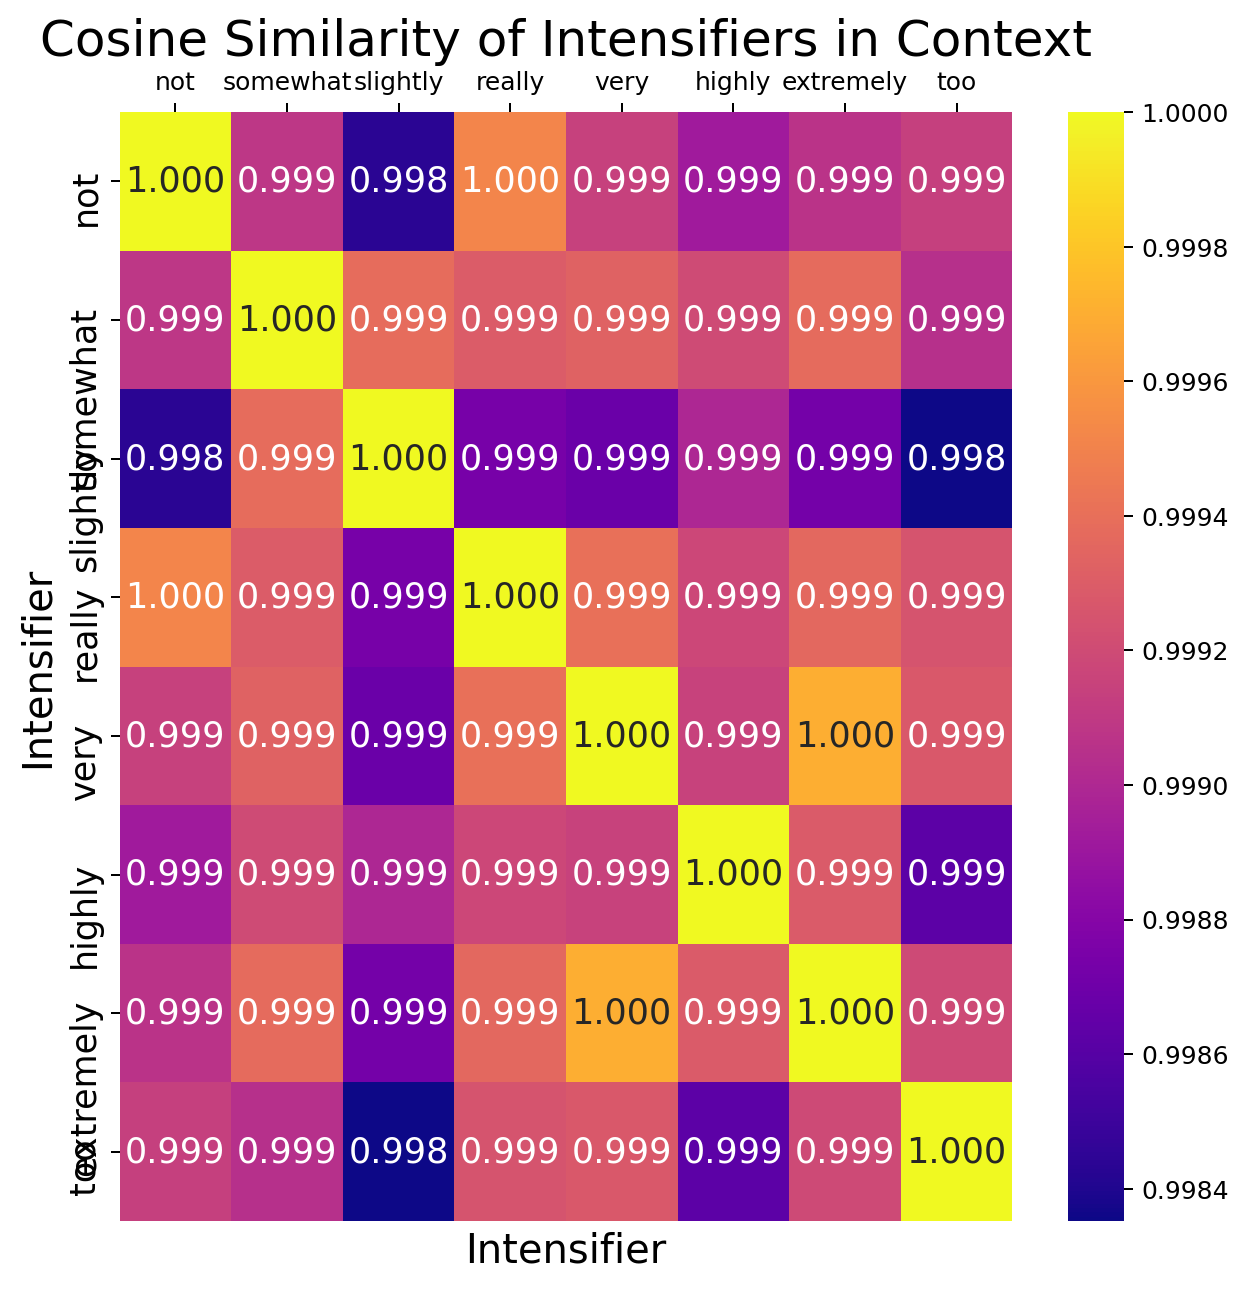 Cosine Similarity of Intensifiers in Context
not somewhat slightly really very highly extremely too
not 1.000 0.999 0.998 1.000 0.999 0.999 0.999 0.999
somewhat 0.999 1.000 0.999 0.999 0.999 0.999 0.999 0.999
slightly 0.998 0.999 1.000 0.999 0.999 0.999 0.999 0.998
really 1.000 0.999 0.999 1.000 0.999 0.999 0.999 0.999
very 0.999 0.999 0.999 0.999 1.000 0.999 1.000 0.999
highly 0.999 0.999 0.999 0.999 0.999 1.000 0.999 0.999
extremely 0.999 0.999 0.999 0.999 1.000 0.999 1.000 0.999
too 0.999 0.999 0.998 0.999 0.999 0.999 0.999 1.000
Intensifier
Intensifier
1.0000
0.9998
0.9996
0.9994
0.9992
0.9990
0.9988
0.9986
0.9984